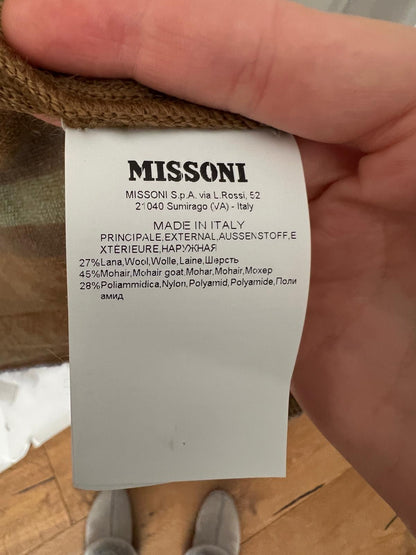 MISSONI
MISSONI S.p.A. via L.Rossi, 52
21040 Sumirago (VA) - Italy
MADE IN ITALY
PRINCIPALE,EXTERNAL,AUSSENSTOFF,E
XTÉRIEURE,НАРУЖНАЯ
27%Lana,Wool,Wolle,Laine,Шерсть
45%Mohair,Mohair goat,Mohar,Mohair,Мохер
28%Poliammidica,Nylon,Polyamid,Polyamide,Поли
амид